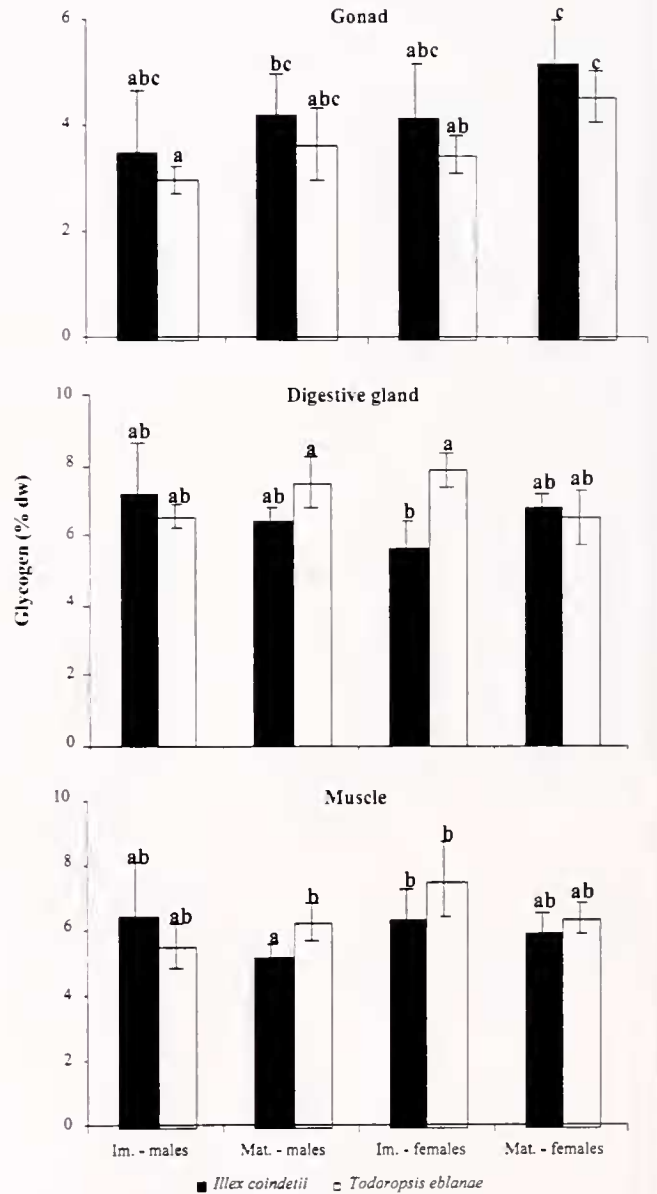 Gonad
6
4
2
0
abc
a
bc
abc
abc
ab
c
c
Glycogen (% dw)
Digestive gland
10
8
6
4
2
0
ab
ab
ab
a
b
a
ab
ab
Muscle
10
8
6
4
2
0
ab
ab
a
b
b
b
ab
ab
Im. - males Mat. - males Im. - females Mat. - females
Illex coindetii Todoropsis eblanae